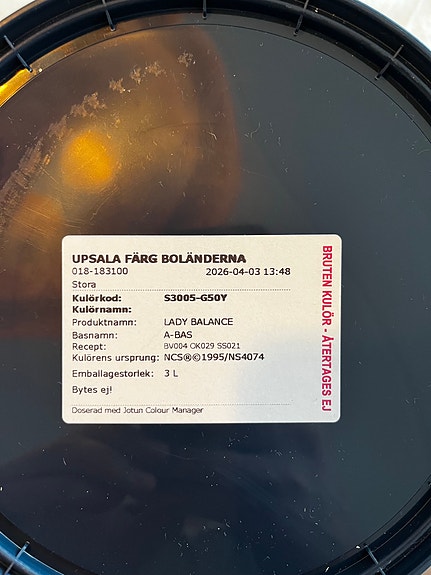 UPSALA FÄRG BOLÄNDERNA
018-183100 2026-04-03 13:48
Stora
Kulörkod: S3005-G50Y
Kulörnamn:
Produktnamn: LADY BALANCE
Basnamn: A-BAS
Recept: BV004 OK029 SS021
Kulörens ursprung: NCS®©1995/NS4074
Emballagestorlek: 3 L
Bytes ej!
Doserad med Jotun Colour Manager
BRUTEN KULÖR - ÅTERTAGES EJ